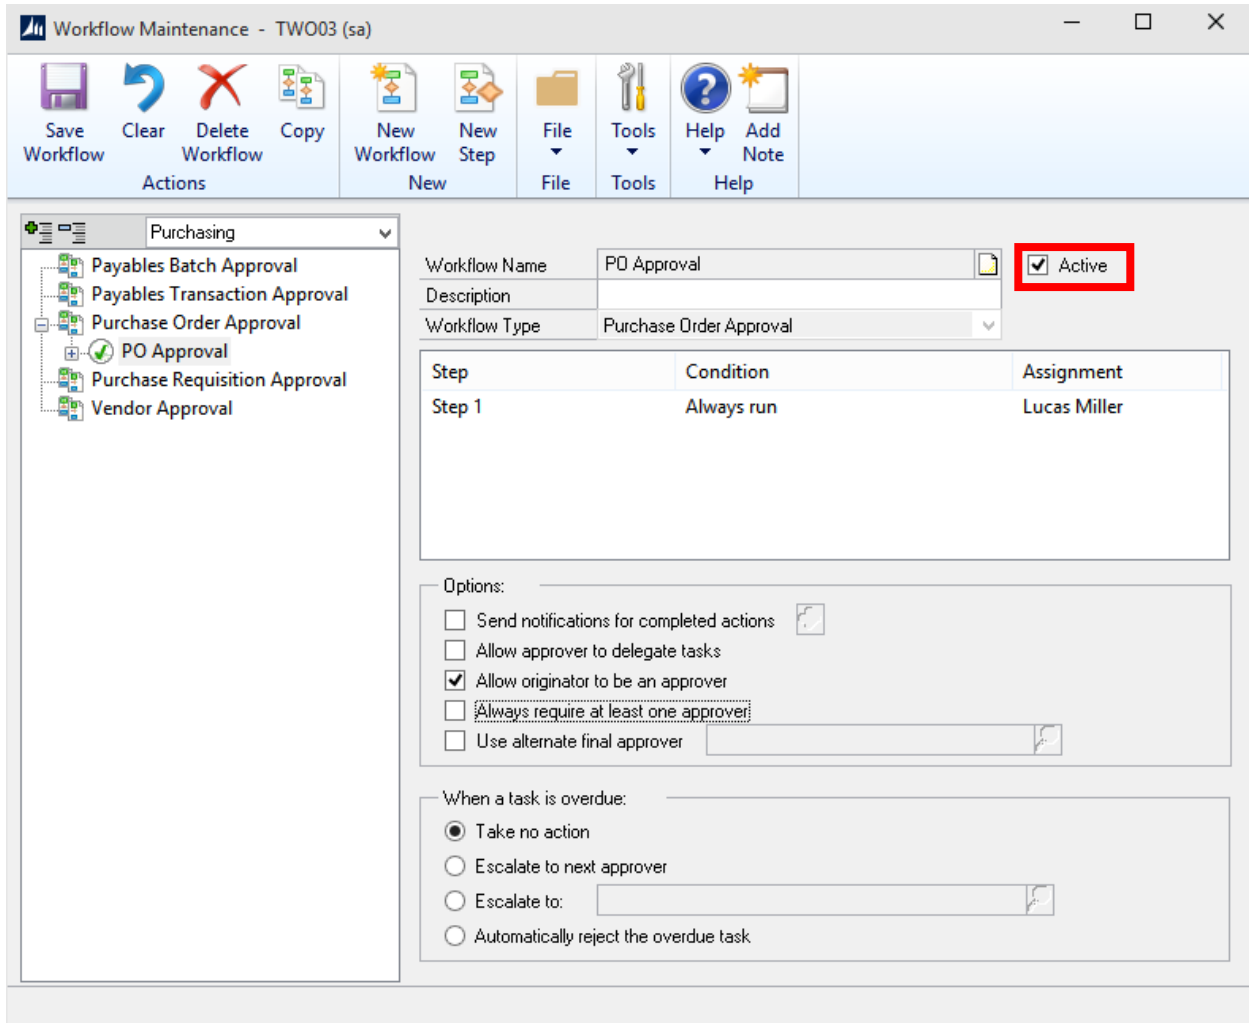 Workflow Maintenance - TWO03 (sa)
Save Workflow
Clear
Delete Workflow
Copy
Actions
New Workflow
New Step
New
File
File
Tools
Tools
Help
Add Note
Help
Purchasing
Payables Batch Approval
Payables Transaction Approval
Purchase Order Approval
PO Approval
Purchase Requisition Approval
Vendor Approval
Workflow Name PO Approval Active
Description
Workflow Type Purchase Order Approval
Step Condition Assignment
Step 1 Always run Lucas Miller
Options:
Send notifications for completed actions
Allow approver to delegate tasks
Allow originator to be an approver
Always require at least one approver
Use alternate final approver
When a task is overdue:
Take no action
Escalate to next approver
Escalate to:
Automatically reject the overdue task